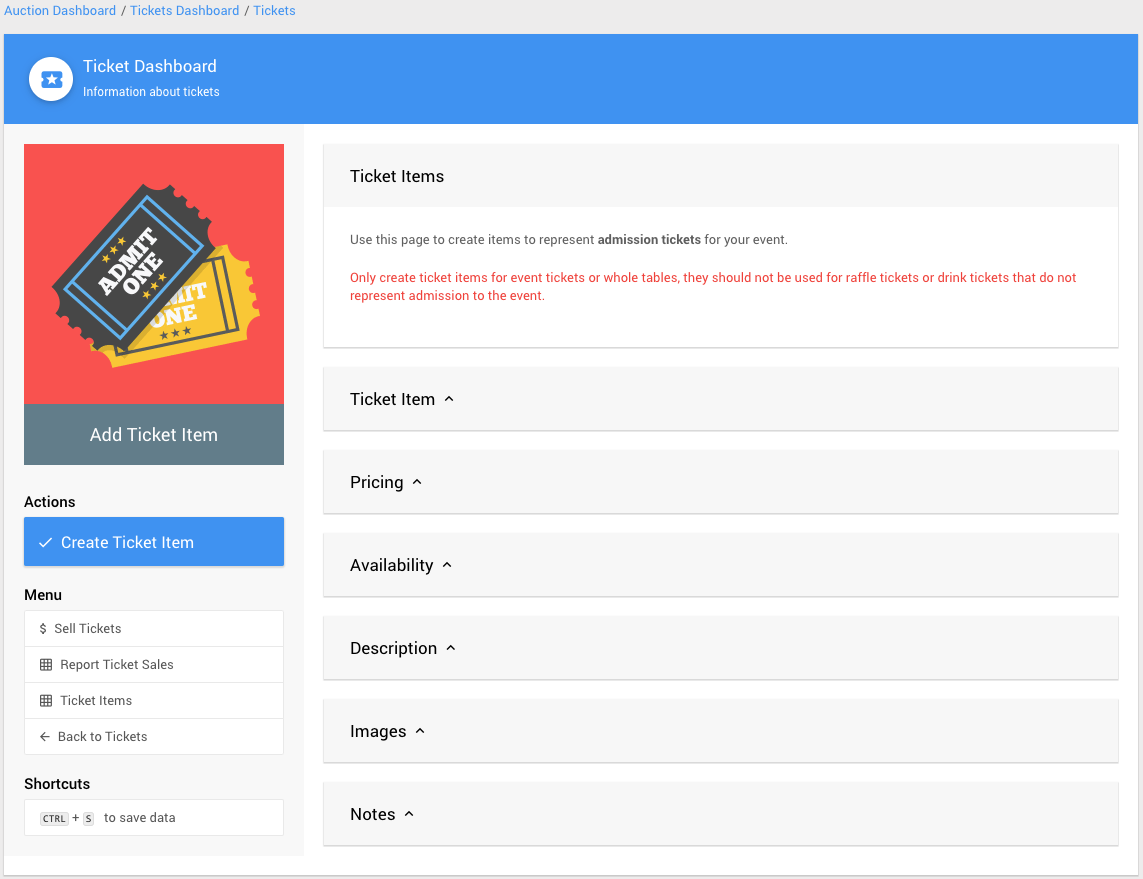 Auction Dashboard / Tickets Dashboard / Tickets
Ticket Dashboard
Information about tickets
ADMIT
ONE
MIT
ONE
Add Ticket Item
Actions
Create Ticket Item
Menu
$ Sell Tickets
Report Ticket Sales
Ticket Items
Back to Tickets
Shortcuts
CTRL + S to save data
Ticket Items
Use this page to create items to represent admission tickets for your event.
Only create ticket items for event tickets or whole tables, they should not be used for raffle tickets or drink tickets that do not
represent admission to the event.
Ticket Item
Pricing
Availability
Description
Images
Notes